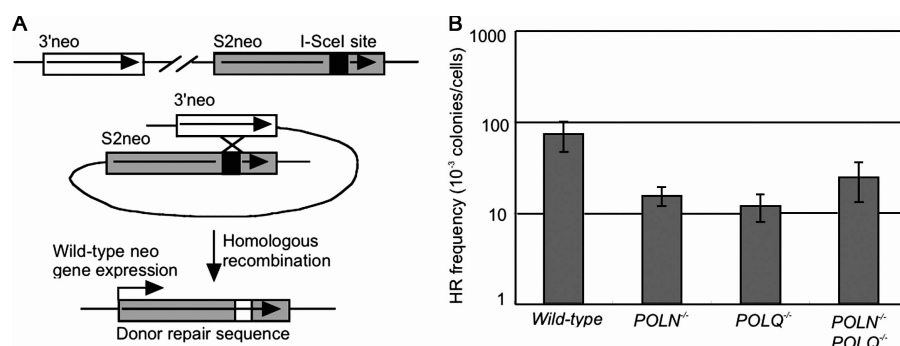 A
3'neo
S2neo
I-SceI site
3'neo
S2neo
Homologous
recombination
Wild-type neo
gene expression
Donor repair sequence
B
HR frequency (10⁻³ colonies/cells)
1000
100
10
1
Wild-type
POLN⁻/⁻
POLQ⁻/⁻
POLN⁻/⁻
POLQ⁻/⁻